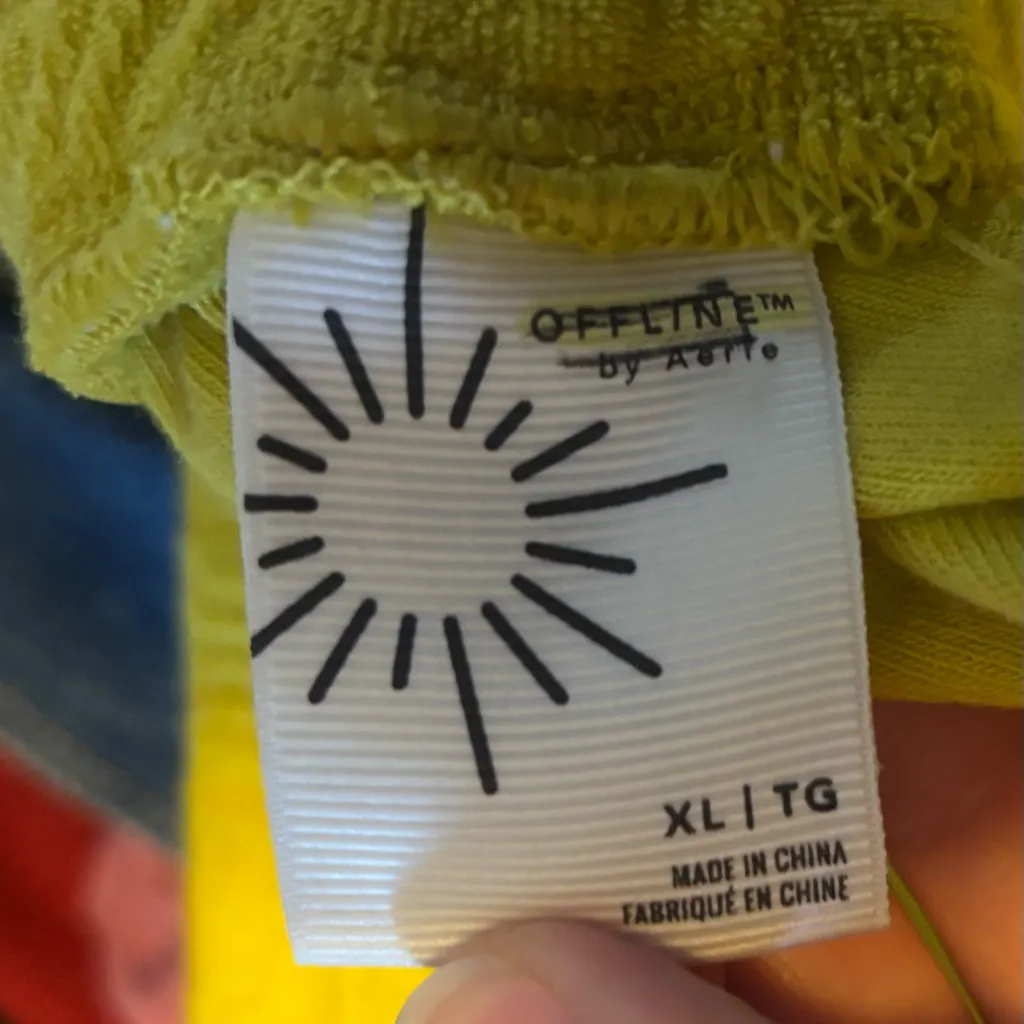 OFFLINE™
by Aerie
XL | TG
MADE IN CHINA
FABRIQUÉ EN CHINE